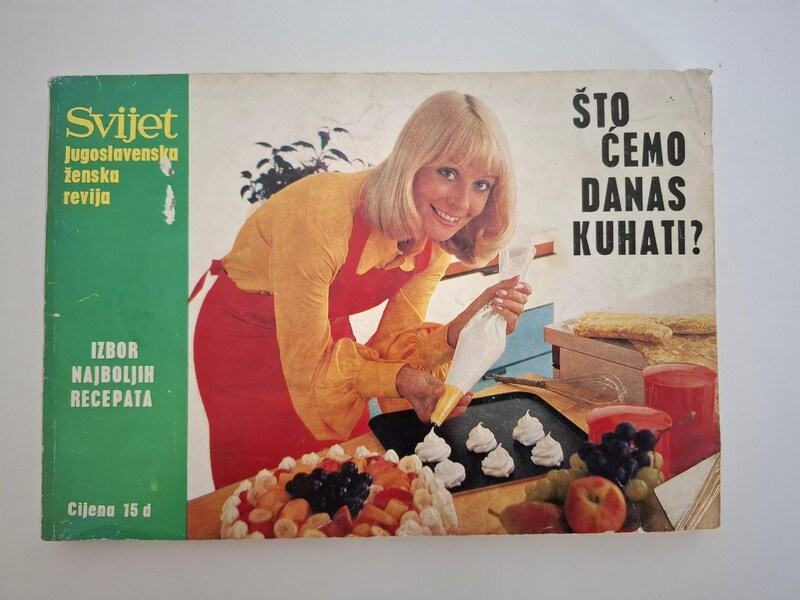 Svijet
Jugoslavenska
ženska
revija
IZBOR
NAJBOLJIH
RECEPATA
Cijena 15 d
ŠTO
ĆEMO
DANAS
KUHATI?